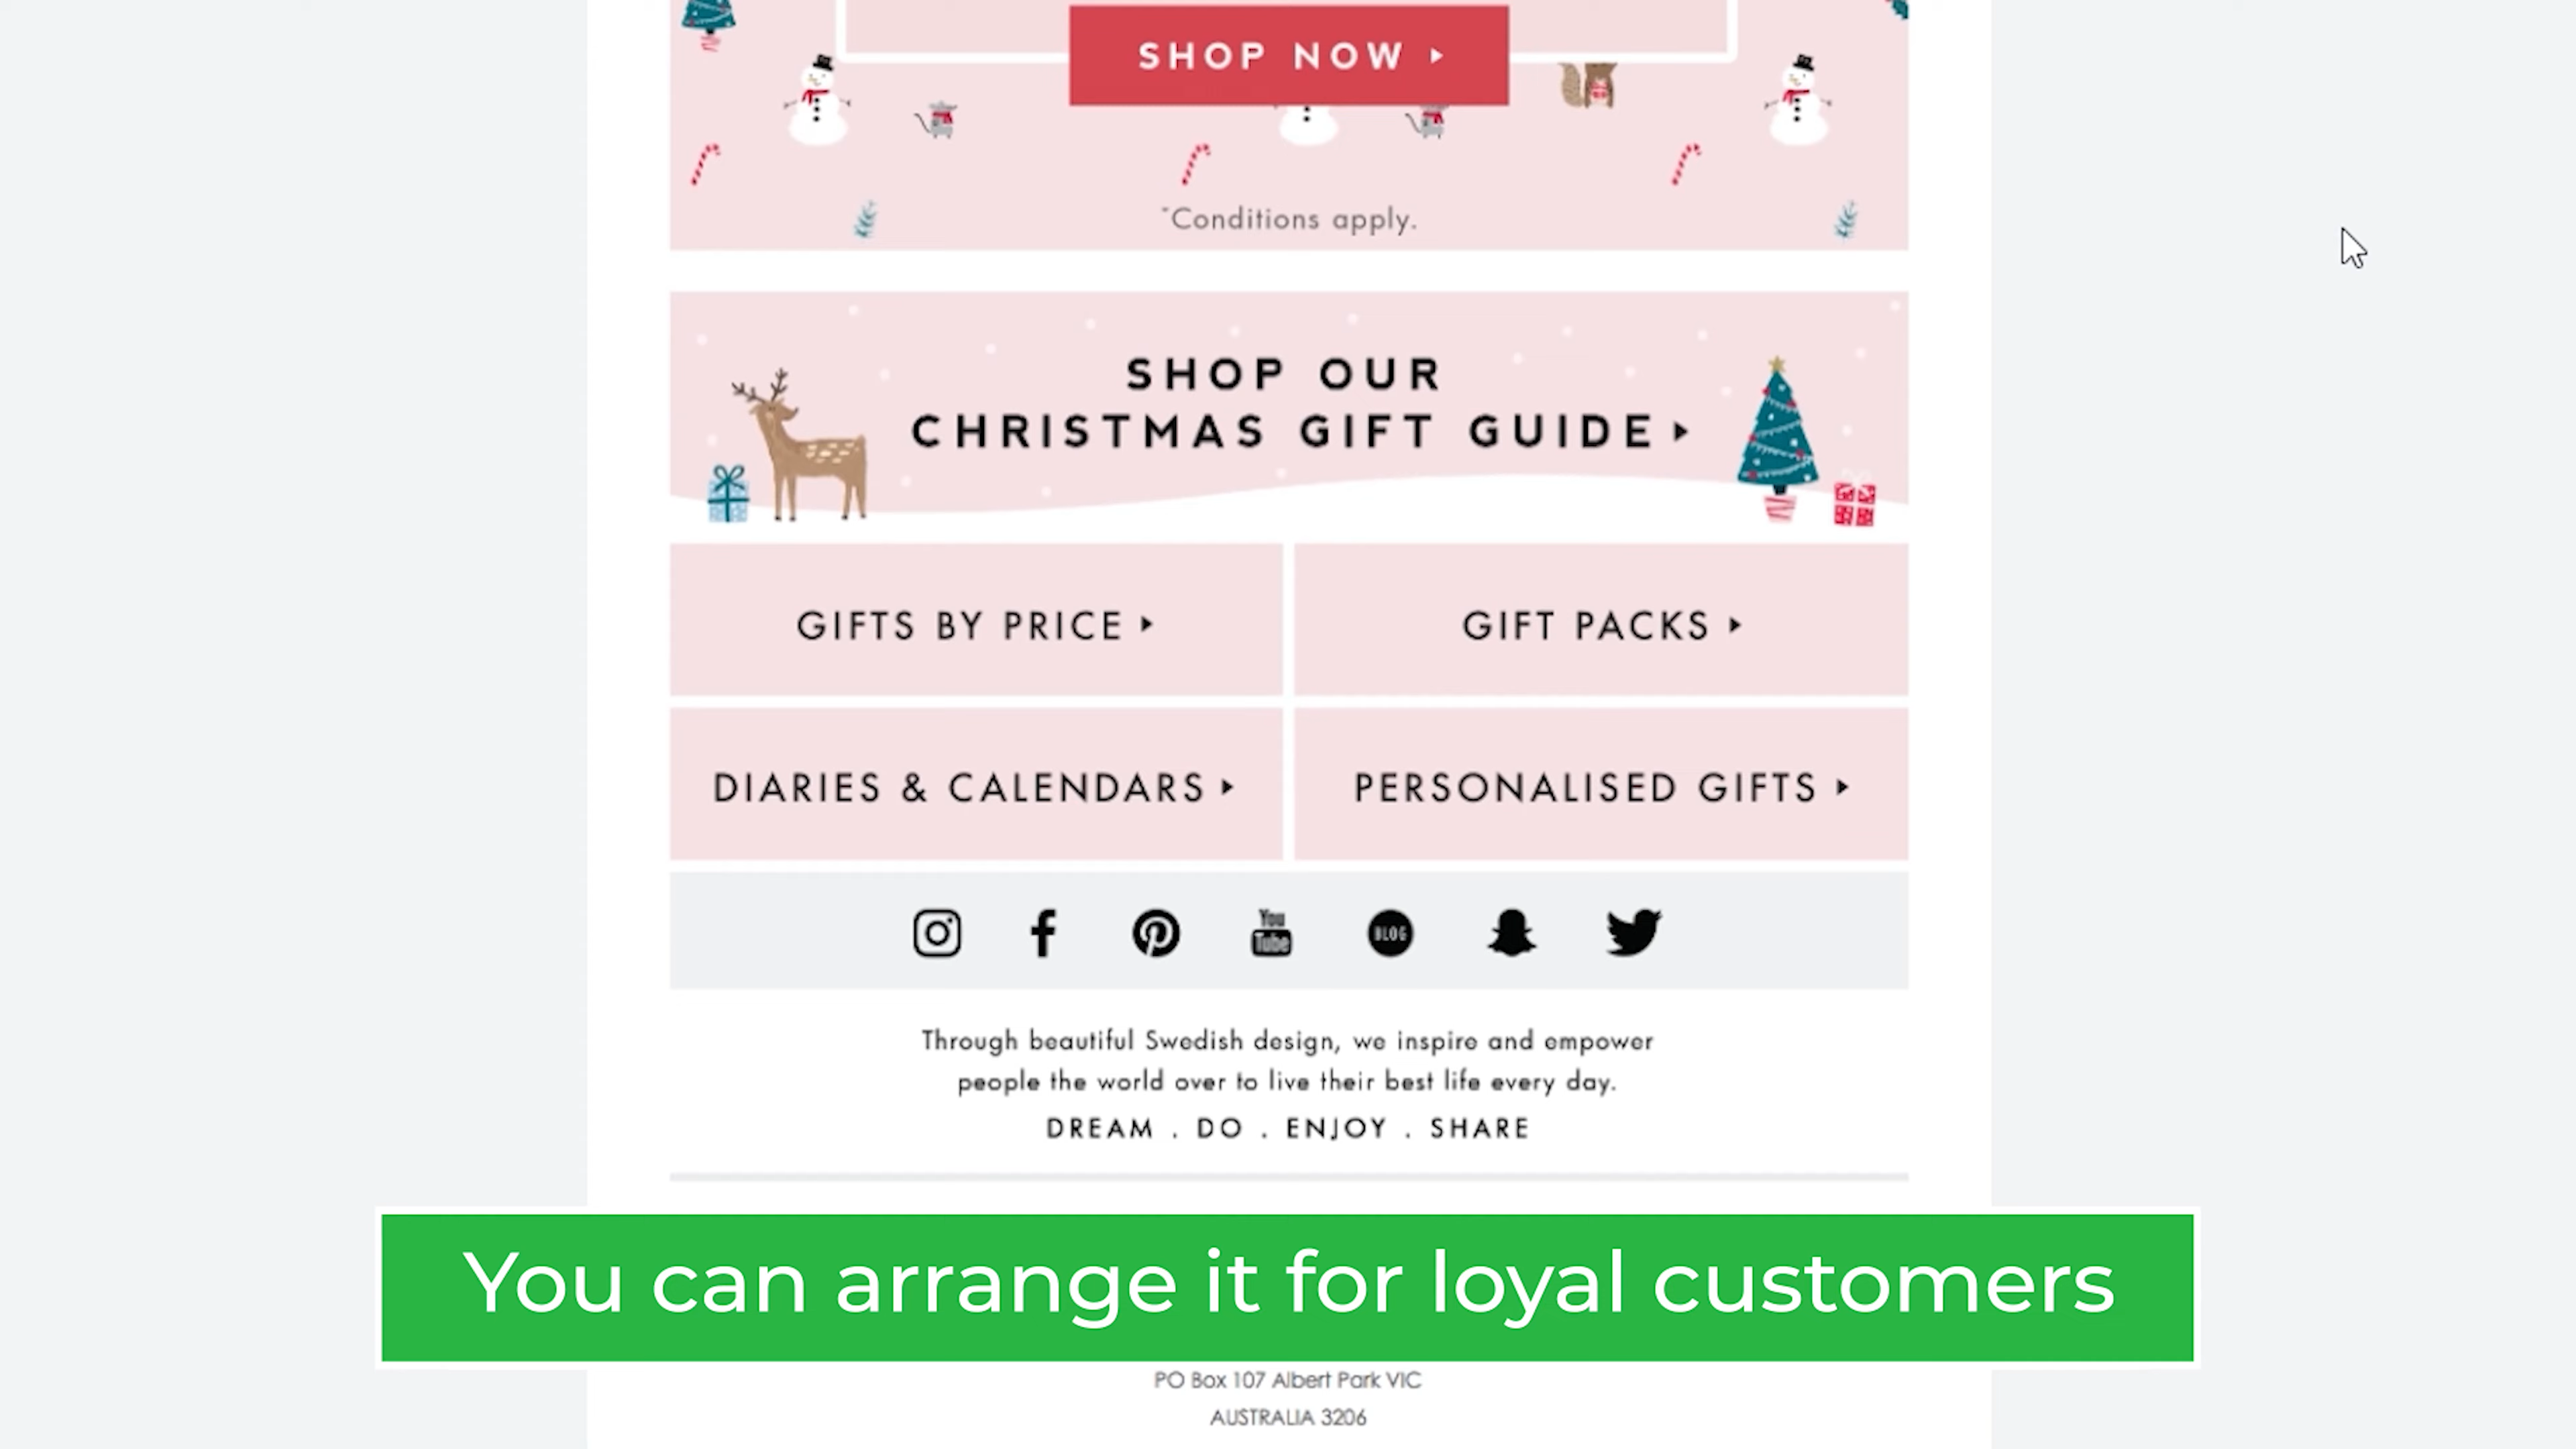 SHOP NOW ▸
*Conditions apply.
SHOP OUR
CHRISTMAS GIFT GUIDE ▸
GIFTS BY PRICE ▸
GIFT PACKS ▸
DIARIES & CALENDARS ▸
PERSONALISED GIFTS ▸
You Tube
BLOG
Through beautiful Swedish design, we inspire and empower
people the world over to live their best life every day.
DREAM . DO . ENJOY . SHARE
You can arrange it for loyal customers
PO Box 107 Albert Park VIC
AUSTRALIA 3206